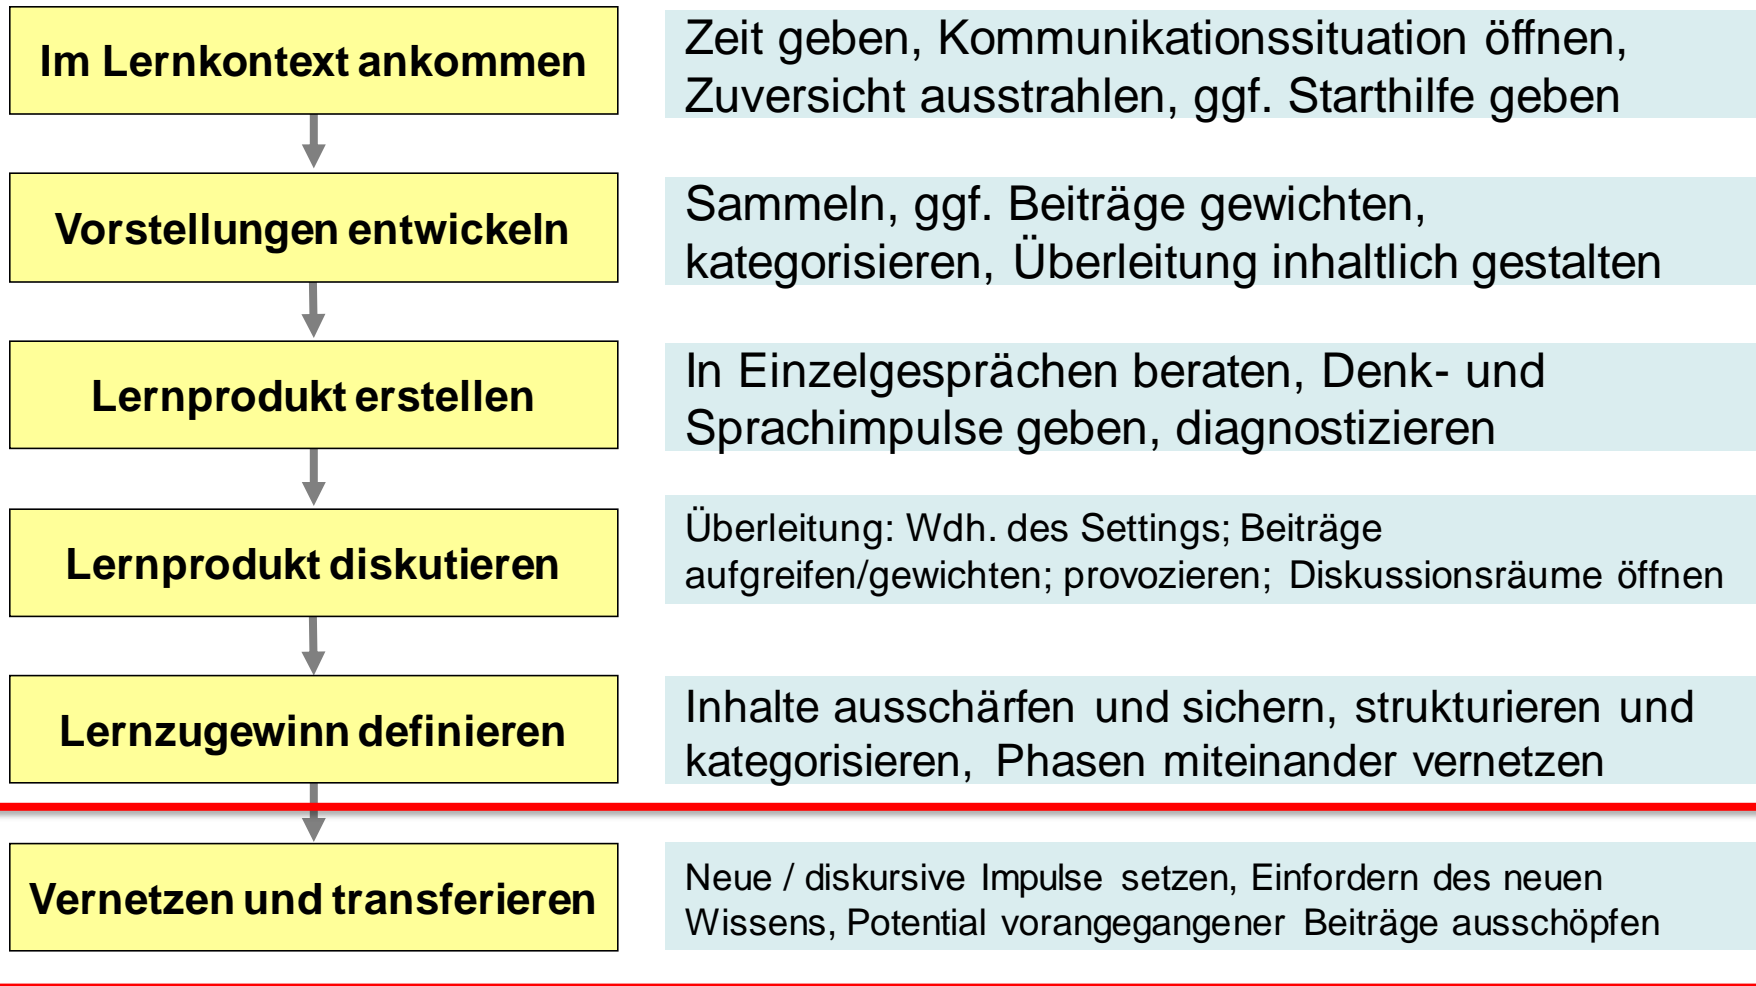 Im Lernkontext ankommen
Zeit geben, Kommunikationssituation öffnen,
Zuversicht ausstrahlen, ggf. Starthilfe geben
Vorstellungen entwickeln
Sammeln, ggf. Beiträge gewichten,
kategorisieren, Überleitung inhaltlich gestalten
Lernprodukt erstellen
In Einzelgesprächen beraten, Denk- und
Sprachimpulse geben, diagnostizieren
Lernprodukt diskutieren
Überleitung: Wdh. des Settings; Beiträge
aufgreifen/gewichten; provozieren; Diskussionsräume öffnen
Lernzugewinn definieren
Inhalte ausschärfen und sichern, strukturieren und
kategorisieren, Phasen miteinander vernetzen
Vernetzen und transferieren
Neue / diskursive Impulse setzen, Einfordern des neuen
Wissens, Potential vorangegangener Beiträge ausschöpfen